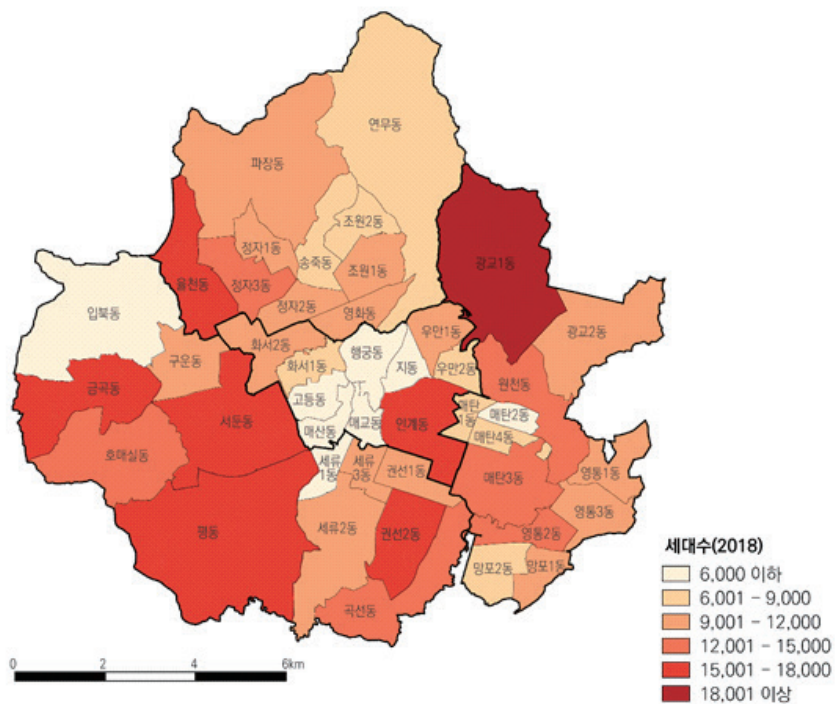 연무동
파장동
조원2동
정자1동
송죽동
조원1동
광교1동
율천동
정자3동
정자2동
영화동
입북동
광교2동
우만1동
화서2동
행궁동
구운동
화서1동
지동
우만2동
원천동
금곡동
고등동
매탄
1동
매탄2동
서둔동
매산동
매교동
인계동
매탄4동
호매실동
세류
1동
세류
3동
권선1동
매탄3동
영통1동
영통3동
평동
세류2동
권선2동
영통2동
망포2동
망포1동
곡선동
세대수(2018)
6,000 이하
6,001 - 9,000
9,001 - 12,000
12,001 - 15,000
15,001 - 18,000
18,001 이상
0 2 4 6km